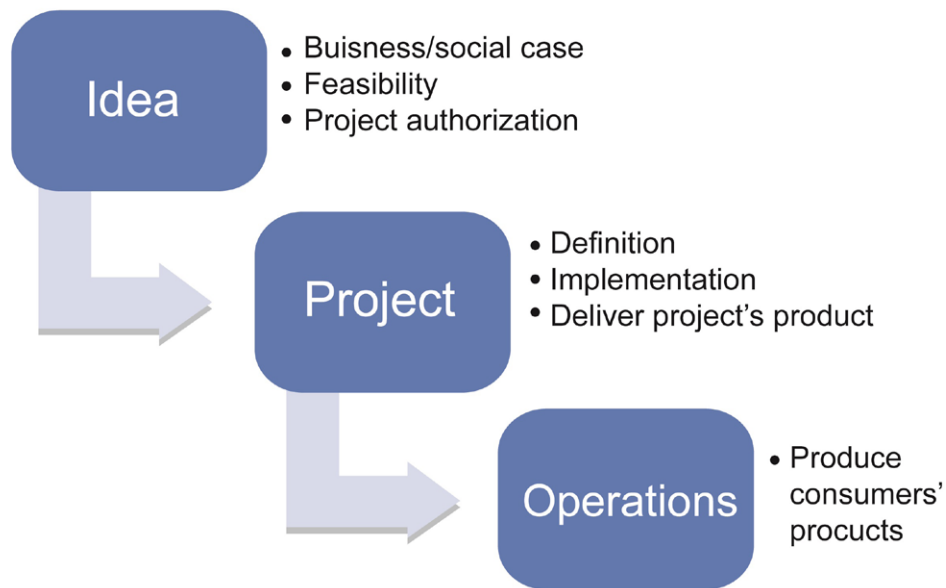 Idea
• Buisness/social case
• Feasibility
• Project authorization
Project
• Definition
• Implementation
• Deliver project's product
Operations
• Produce
consumers'
procucts